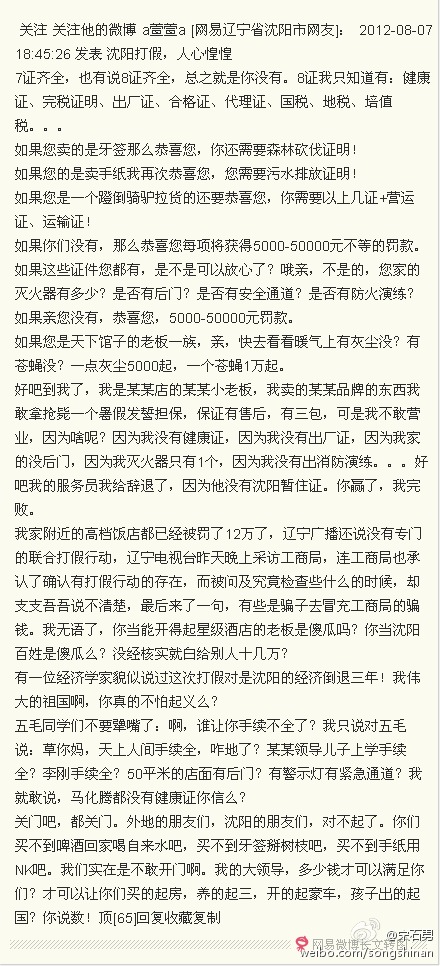 关注 关注他的微博 a萱萱a [网易辽宁省沈阳市网友]： 2012-08-07
18:45:26 发表 沈阳打假，人心惶惶
7证齐全，也有说8证齐全，总之就是你没有。8证我只知道有：健康
证、完税证明、出厂证、合格证、代理证、国税、地税、培值
税。。。
如果您卖的是牙签那么恭喜您，你还需要森林砍伐证明！
如果您的是卖手纸我再次恭喜您，您需要污水排放证明！
如果您是一个蹬倒骑驴拉货的还要恭喜您，你需要以上几证+营运
证、运输证！
如果你们没有，那么恭喜您每项将获得5000-50000元不等的罚款。
如果这些证件您都有，是不是可以放心了？哦亲，不是的，您家的
灭火器有多少？是否有后门？是否有安全通道？是否有防火演练？
如果亲您没有，恭喜您，5000-50000元罚款。
如果您是天下馆子的老板一族，亲，快去看看暖气上有灰尘没？有
苍蝇没？一点灰尘5000起，一个苍蝇1万起。
好吧到我了，我是某某店的某某小老板，我卖的某某品牌的东西我
敢拿抢疑一个暑假发誓担保，保证有售后，有三包，可是我不敢营
业，因为啥呢？因为我没有健康证，因为我没有出厂证，因为我家
的没后门，因为我灭火器只有1个，因为我没有出消防演练。。。好
吧我的服务员我给辞退了，因为他没有沈阳暂住证。你赢了，我完
败。
我家附近的高档饭店都已经被罚了12万了，辽宁广播还说没有专门
的联合打假行动，辽宁电视台昨天晚上采访工商局，连工商局也承
认了确认有打假行动的存在，而被问及究竟检查些什么的时候，却
支支吾吾说不清楚，最后来了一句，有些是骗子去冒充工商局的骗
钱。我无语了，你当能开得起星级酒店的老板是傻瓜吗？你当沈阳
百姓是傻瓜么？没经核实就白给别人十几万？
有一位经济学家貌似说过这次打假对是沈阳的经济倒退三年！我伟
大的祖国啊，你真的不怕起义么？
五毛同学们不要犟嘴了：啊，谁让你手续不全了？我只说对五毛
说：草你妈，天上人间手续全，咋地了？某某领导儿子上学手续
全？李刚手续全？50平米的店面有后门？有警示灯有紧急通道？我
就敢说，马化腾都没有健康证你信么？
关门吧，都关门。外地的朋友们，沈阳的朋友们，对不起了。你们
买不到啤酒回家喝自来水吧，买不到牙签掰树枝吧，买不到手纸用
NK吧。我们实在是不敢开门啊。我的大领导，多少钱才可以满足你
们？才可以让你们买的起房，养的起三，开的起豪车，孩子出的起
国？你说数！顶[65]回复收藏复制
网易微博长文转图
@宋石男
weibo.com/songshinan